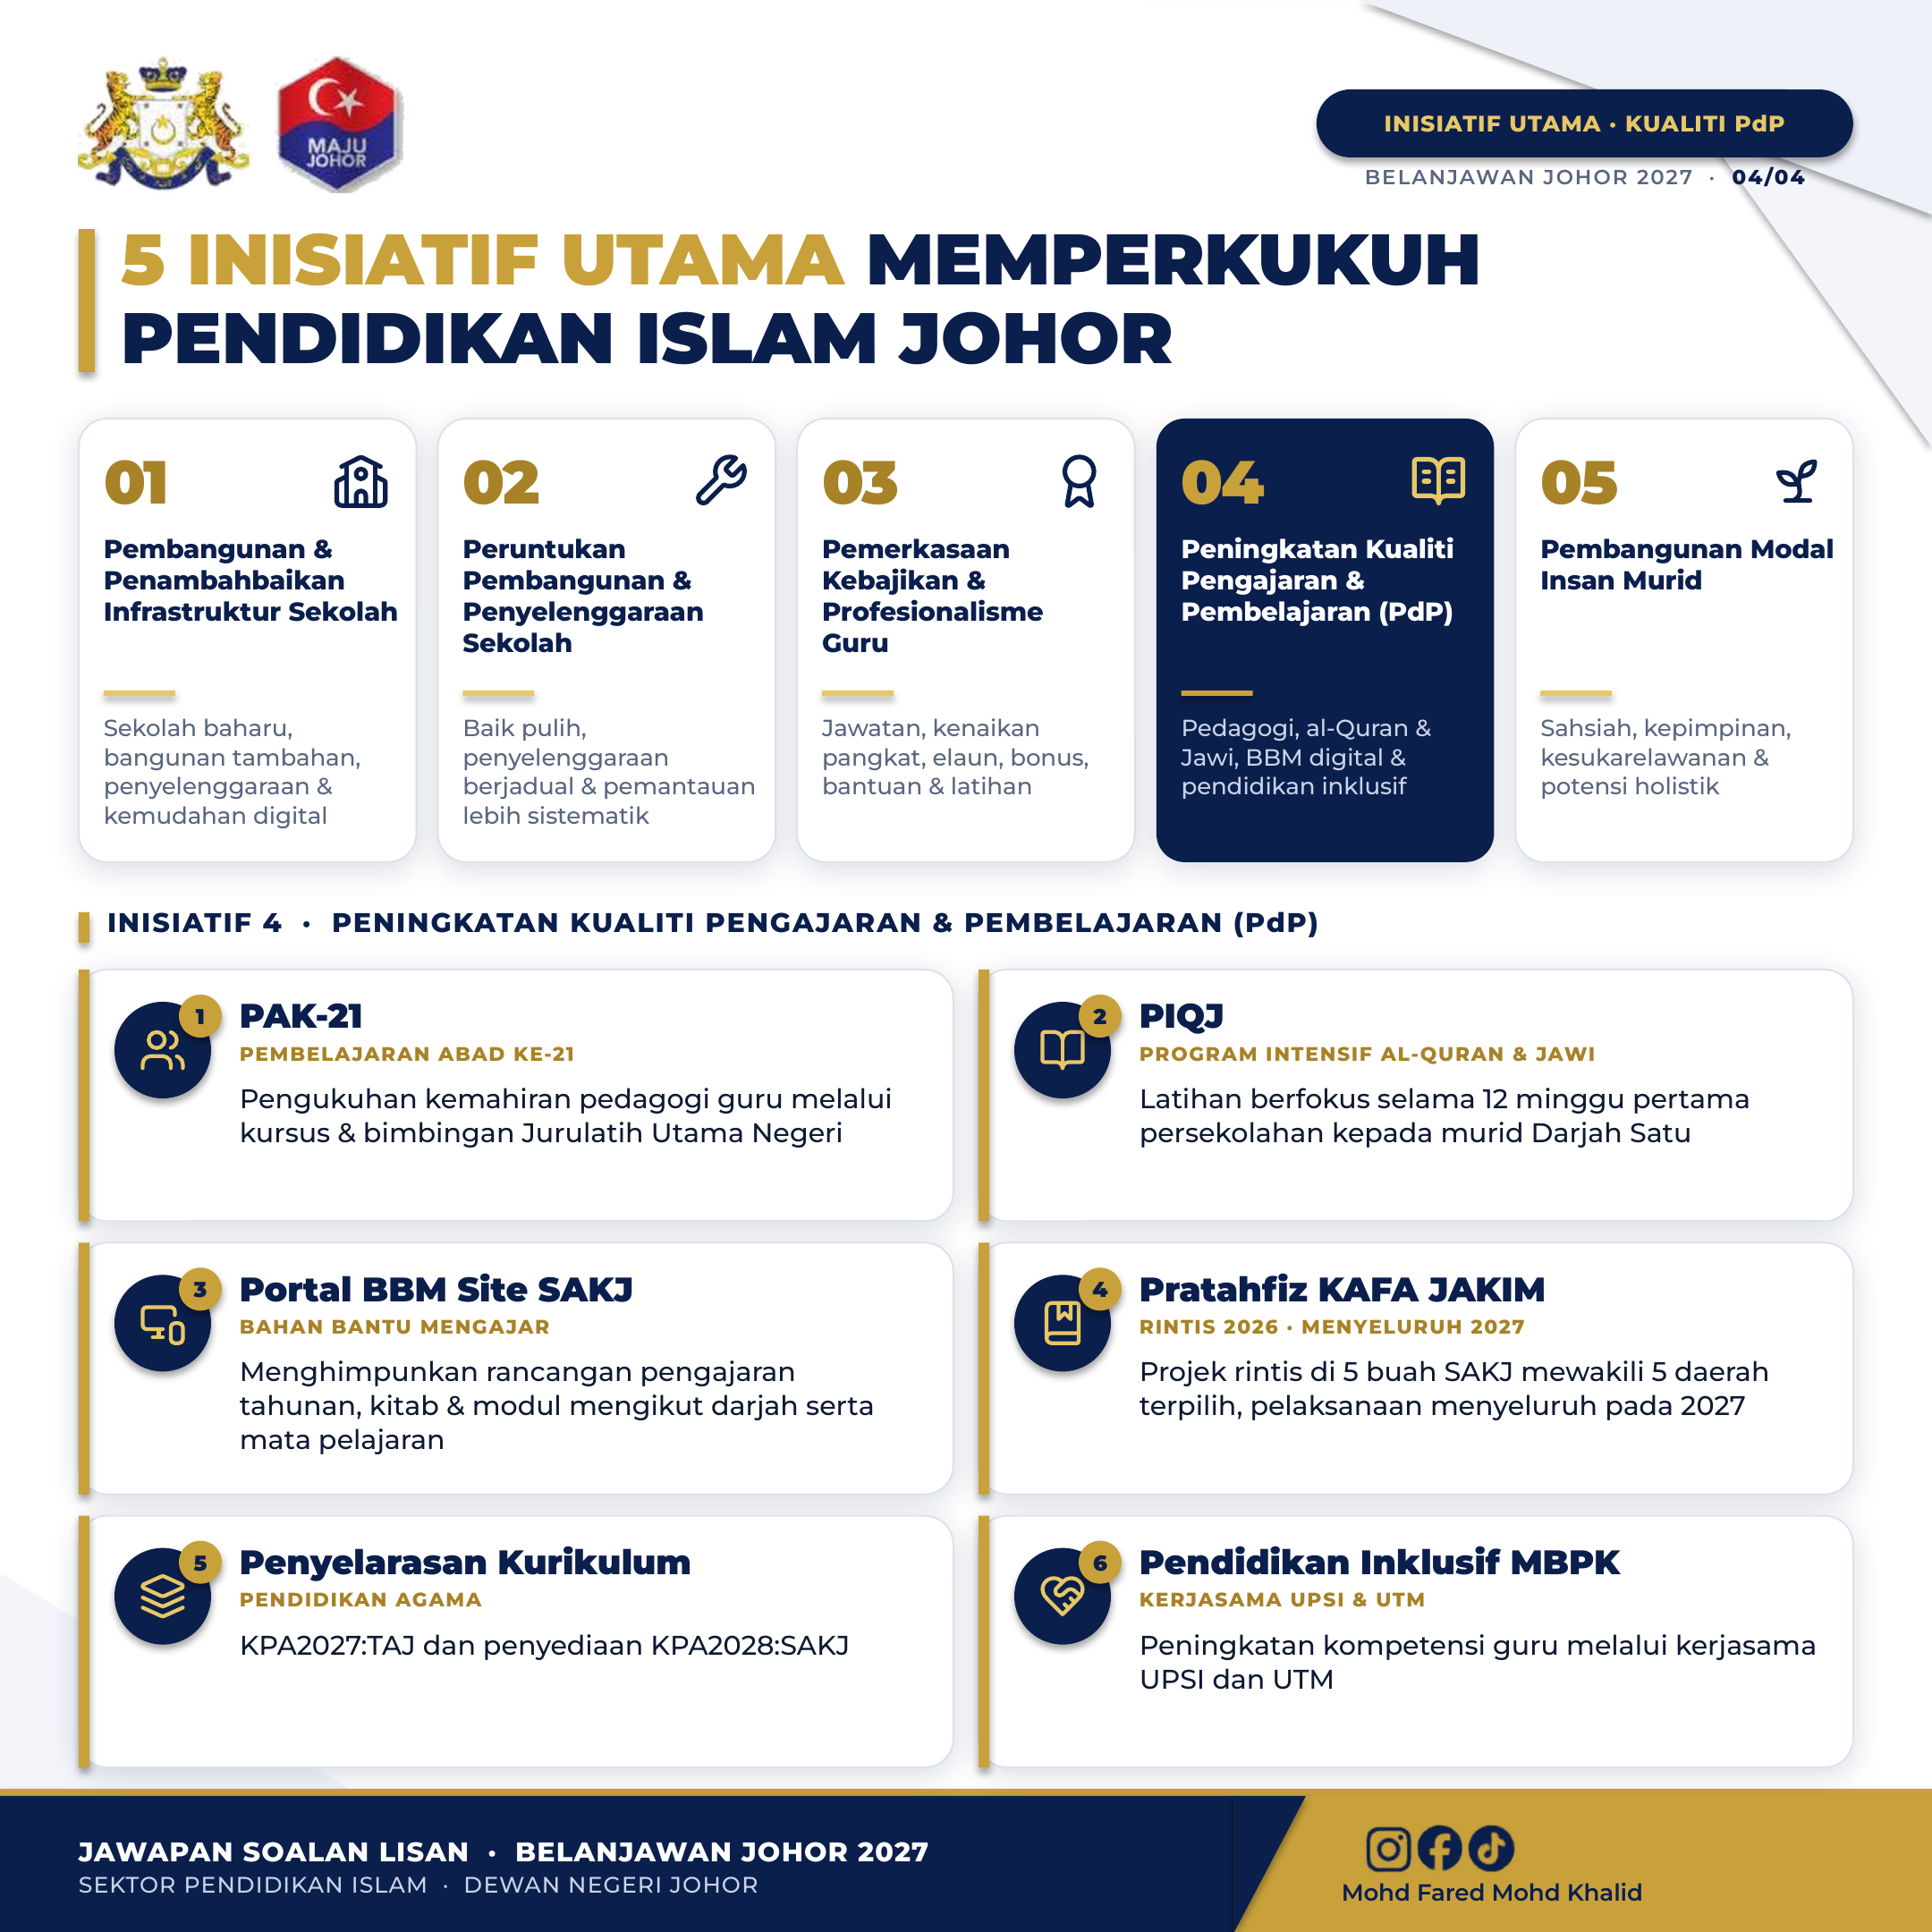 MAJU
JOHOR
INISIATIF UTAMA · KUALITI PdP
BELANJAWAN JOHOR 2027 · 04/04
5 INISIATIF UTAMA MEMPERKUKUH
PENDIDIKAN ISLAM JOHOR
01
Pembangunan &
Penambahbaikan
Infrastruktur Sekolah
Sekolah baharu,
bangunan tambahan,
penyelenggaraan &
kemudahan digital
02
Peruntukan
Pembangunan &
Penyelenggaraan
Sekolah
Baik pulih,
penyelenggaraan
berjadual & pemantauan
lebih sistematik
03
Pemerkasaan
Kebajikan &
Profesionalisme
Guru
Jawatan, kenaikan
pangkat, elaun, bonus,
bantuan & latihan
04
Peningkatan Kualiti
Pengajaran &
Pembelajaran (PdP)
Pedagogi, al-Quran &
Jawi, BBM digital &
pendidikan inklusif
05
Pembangunan Modal
Insan Murid
Sahsiah, kepimpinan,
kesukarelawanan &
potensi holistik
INISIATIF 4 · PENINGKATAN KUALITI PENGAJARAN & PEMBELAJARAN (PdP)
1
PAK-21
PEMBELAJARAN ABAD KE-21
Pengukuhan kemahiran pedagogi guru melalui
kursus & bimbingan Jurulatih Utama Negeri
2
PIQJ
PROGRAM INTENSIF AL-QURAN & JAWI
Latihan berfokus selama 12 minggu pertama
persekolahan kepada murid Darjah Satu
3
Portal BBM Site SAKJ
BAHAN BANTU MENGAJAR
Menghimpunkan rancangan pengajaran
tahunan, kitab & modul mengikut darjah serta
mata pelajaran
4
Pratahfiz KAFA JAKIM
RINTIS 2026 · MENYELURUH 2027
Projek rintis di 5 buah SAKJ mewakili 5 daerah
terpilih, pelaksanaan menyeluruh pada 2027
5
Penyelarasan Kurikulum
PENDIDIKAN AGAMA
KPA2027:TAJ dan penyediaan KPA2028:SAKJ
6
Pendidikan Inklusif MBPK
KERJASAMA UPSI & UTM
Peningkatan kompetensi guru melalui kerjasama
UPSI dan UTM
JAWAPAN SOALAN LISAN · BELANJAWAN JOHOR 2027
SEKTOR PENDIDIKAN ISLAM · DEWAN NEGERI JOHOR
Mohd Fared Mohd Khalid